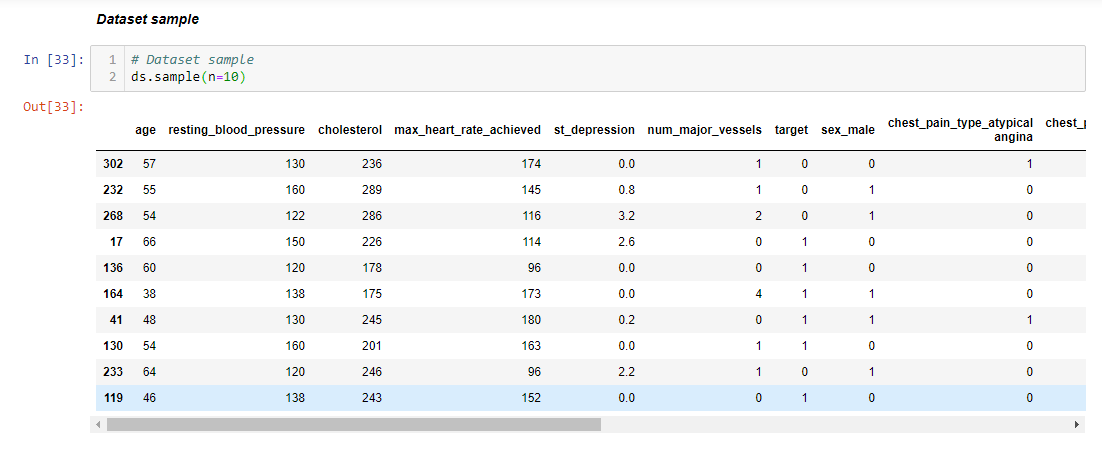 Dataset sample
In [33]:
1 # Dataset sample
2 ds.sample(n=10)
Out[33]:
age resting_blood_pressure cholesterol max_heart_rate_achieved st_depression num_major_vessels target sex_male chest_pain_type_atypical angina
302 57 130 236 174 0.0 1 0 0 1
232 55 160 289 145 0.8 1 0 1 0
268 54 122 286 116 3.2 2 0 1 0
17 66 150 226 114 2.6 0 1 0 0
136 60 120 178 96 0.0 0 1 0 0
164 38 138 175 173 0.0 4 1 1 0
41 48 130 245 180 0.2 0 1 1 1
130 54 160 201 163 0.0 1 1 0 0
233 64 120 246 96 2.2 1 0 1 0
119 46 138 243 152 0.0 0 1 0 0